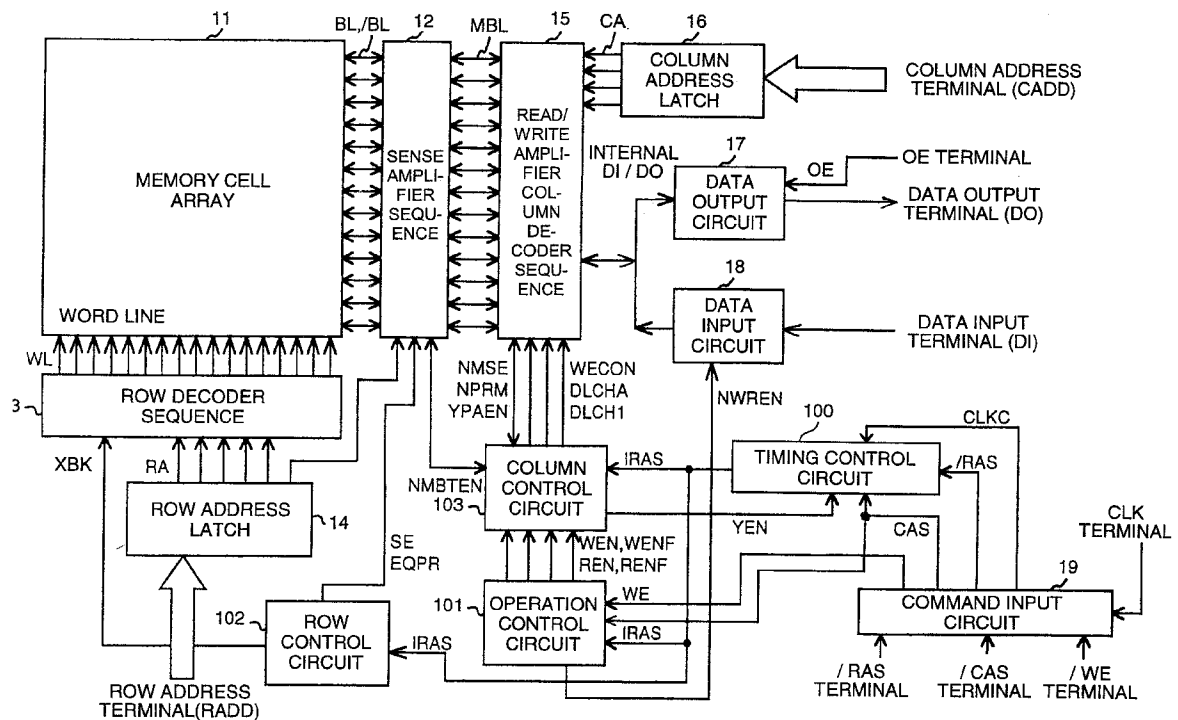 11
BL,/BL
12
MBL
15
CA
16
COLUMN
ADDRESS
LATCH
COLUMN ADDRESS
TERMINAL (CADD)
MEMORY CELL
ARRAY
SENSE
AMPLI-
FIER
SEQU-
ENCE
READ/
WRITE
AMPLI-
FIER
COL-
UMN
DE-
CODER
SEQU-
ENCE
INTERNAL
DI / DO
17
DATA
OUTPUT
CIRCUIT
OE
OE TERMINAL
DATA OUTPUT
TERMINAL (DO)
18
DATA
INPUT
CIRCUIT
DATA INPUT
TERMINAL (DI)
WORD LINE
WL
3
ROW DECODER
SEQUENCE
NMSE
NPRM
YPAEN
WECON
DLCHA
DLCH1
NWREN
XBK
RA
ROW ADDRESS
LATCH
14
NMBTEN
103
COLUMN
CONTROL
CIRCUIT
IRAS
100
TIMING CONTROL
CIRCUIT
CLKC
/RAS
YEN
CAS
CLK
TERMINAL
SE
EQPR
WEN,WENF
REN,RENF
102
ROW
CONTROL
CIRCUIT
IRAS
101
OPERATION
CONTROL
CIRCUIT
WE
IRAS
19
COMMAND INPUT
CIRCUIT
ROW ADDRESS
TERMINAL(RADD)
/ RAS
TERMINAL
/ CAS
TERMINAL
/ WE
TERMINAL